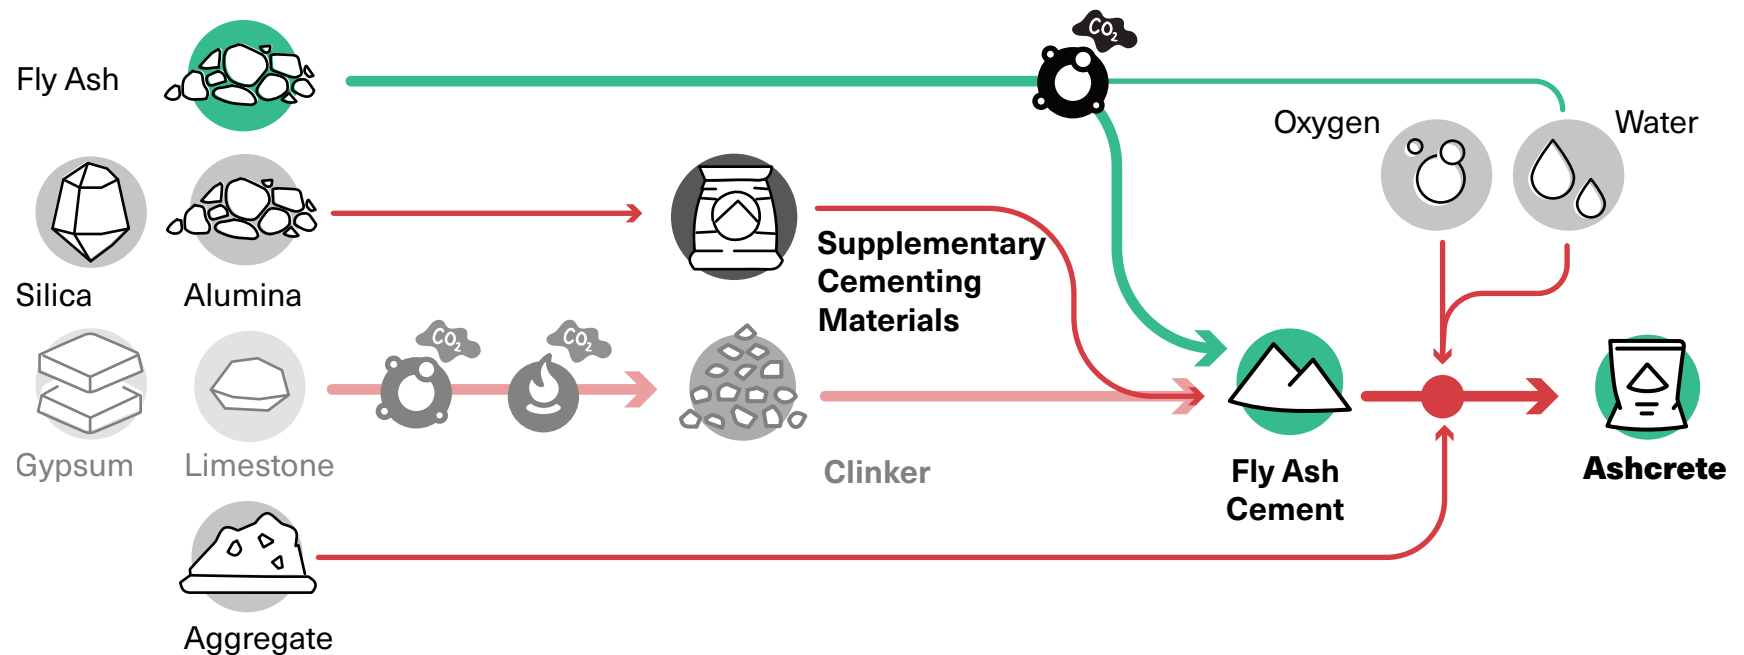 Fly Ash
CO₂
Oxygen
Water
Silica
Alumina
Supplementary
Cementing
Materials
CO₂
CO₂
Gypsum
Limestone
Clinker
Fly Ash
Cement
Ashcrete
Aggregate